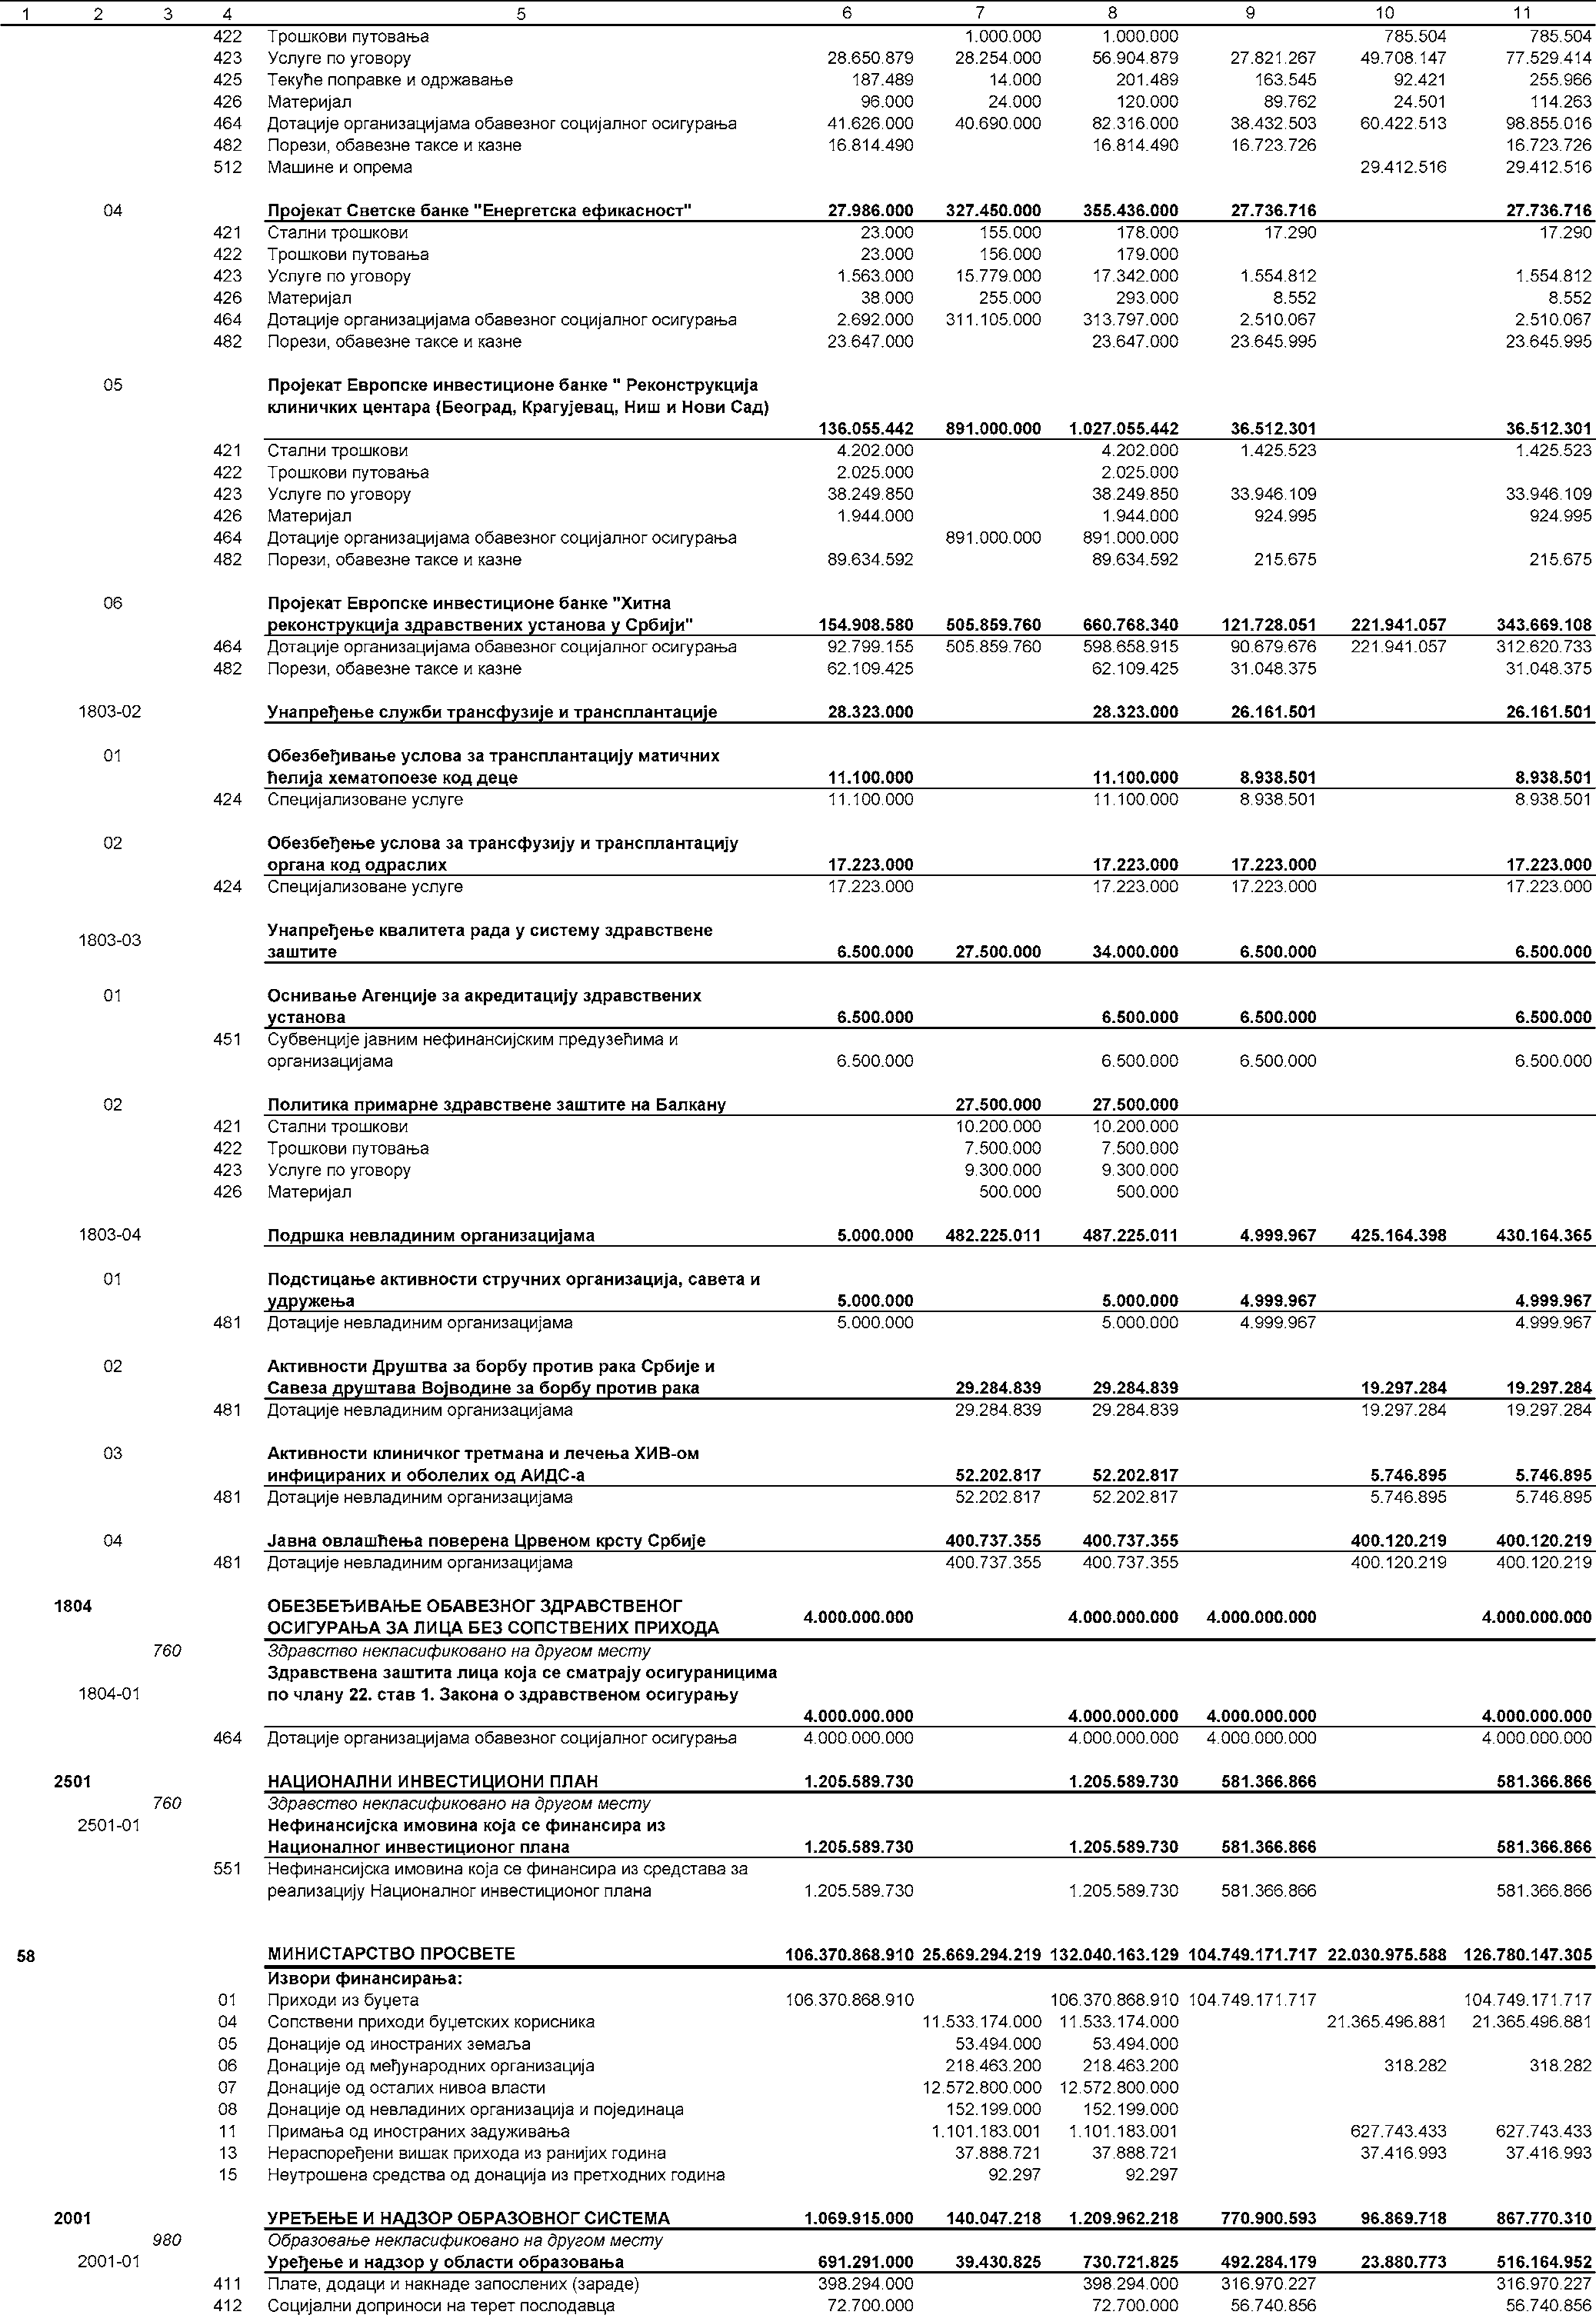 1 2 3 4 5 6 7 8 9 10 11
422 Трошкови путовања 1.000.000 1.000.000 785.504 785.504
423 Услуге по уговору 28.650.879 28.254.000 56.904.879 27.821.267 49.708.147 77.529.414
425 Текуће поправке и одржавање 187.489 14.000 201.489 163.545 92.421 255.966
426 Материјал 96.000 24.000 120.000 89.762 24.501 114.263
464 Дотације организацијама обавезног социјалног осигурања 41.626.000 40.690.000 82.316.000 38.432.503 60.422.513 98.855.016
482 Порези, обавезне таксе и казне 16.814.490 16.814.490 16.723.726 16.723.726
512 Машине и опрема 29.412.516 29.412.516
04 Пројекат Светске банке "Енергетска ефикасност" 27.986.000 327.450.000 355.436.000 27.736.716 27.736.716
421 Стални трошкови 23.000 155.000 178.000 17.290 17.290
422 Трошкови путовања 23.000 156.000 179.000
423 Услуге по уговору 1.563.000 15.779.000 17.342.000 1.554.812 1.554.812
426 Материјал 38.000 255.000 293.000 8.552 8.552
464 Дотације организацијама обавезног социјалног осигурања 2.692.000 311.105.000 313.797.000 2.510.067 2.510.067
482 Порези, обавезне таксе и казне 23.647.000 23.647.000 23.645.995 23.645.995
05 Пројекат Европске инвестиционе банке " Реконструкција
клиничких центара (Београд, Крагујевац, Ниш и Нови Сад)
136.055.442 891.000.000 1.027.055.442 36.512.301 36.512.301
421 Стални трошкови 4.202.000 4.202.000 1.425.523 1.425.523
422 Трошкови путовања 2.025.000 2.025.000
423 Услуге по уговору 38.249.850 38.249.850 33.946.109 33.946.109
426 Материјал 1.944.000 1.944.000 924.995 924.995
464 Дотације организацијама обавезног социјалног осигурања 891.000.000 891.000.000
482 Порези, обавезне таксе и казне 89.634.592 89.634.592 215.675 215.675
06 Пројекат Европске инвестиционе банке "Хитна
реконструкција здравствених установа у Србији" 154.908.580 505.859.760 660.768.340 121.728.051 221.941.057 343.669.108
464 Дотације организацијама обавезног социјалног осигурања 92.799.155 505.859.760 598.658.915 90.679.676 221.941.057 312.620.733
482 Порези, обавезне таксе и казне 62.109.425 62.109.425 31.048.375 31.048.375
1803-02 Унапређење служби трансфузије и трансплантације 28.323.000 28.323.000 26.161.501 26.161.501
01 Обезбеђивање услова за трансплантацију матичних
ћелија хематопоезе код деце 11.100.000 11.100.000 8.938.501 8.938.501
424 Специјализоване услуге 11.100.000 11.100.000 8.938.501 8.938.501
02 Обезбеђење услова за трансфузију и трансплантацију
органа код одраслих 17.223.000 17.223.000 17.223.000 17.223.000
424 Специјализоване услуге 17.223.000 17.223.000 17.223.000 17.223.000
1803-03 Унапређење квалитета рада у систему здравствене
заштите 6.500.000 27.500.000 34.000.000 6.500.000 6.500.000
01 Оснивање Агенције за акредитацију здравствених
установа 6.500.000 6.500.000 6.500.000 6.500.000
451 Субвенције јавним нефинансијским предузећима и
организацијама 6.500.000 6.500.000 6.500.000 6.500.000
02 Политика примарне здравствене заштите на Балкану 27.500.000 27.500.000
421 Стални трошкови 10.200.000 10.200.000
422 Трошкови путовања 7.500.000 7.500.000
423 Услуге по уговору 9.300.000 9.300.000
426 Материјал 500.000 500.000
1803-04 Подршка невладиним организацијама 5.000.000 482.225.011 487.225.011 4.999.967 425.164.398 430.164.365
01 Подстицање активности стручних организација, савета и
удружења 5.000.000 5.000.000 4.999.967 4.999.967
481 Дотације невладиним организацијама 5.000.000 5.000.000 4.999.967 4.999.967
02 Активности Друштва за борбу против рака Србије и
Савеза друштава Војводине за борбу против рака 29.284.839 29.284.839 19.297.284 19.297.284
481 Дотације невладиним организацијама 29.284.839 29.284.839 19.297.284 19.297.284
03 Активности клиничког третмана и лечења ХИВ-ом
инфицираних и оболелих од АИДС-а 52.202.817 52.202.817 5.746.895 5.746.895
481 Дотације невладиним организацијама 52.202.817 52.202.817 5.746.895 5.746.895
04 Јавна овлашћења поверена Црвеном крсту Србије 400.737.355 400.737.355 400.120.219 400.120.219
481 Дотације невладиним организацијама 400.737.355 400.737.355 400.120.219 400.120.219
1804 ОБЕЗБЕЂИВАЊЕ ОБАВЕЗНОГ ЗДРАВСТВЕНОГ
ОСИГУРАЊА ЗА ЛИЦА БЕЗ СОПСТВЕНИХ ПРИХОДА 4.000.000.000 4.000.000.000 4.000.000.000 4.000.000.000
760 Здравство некласификовано на другом месту
Здравствена заштита лица која се сматрају осигураницима
1804-01 по члану 22. став 1. Закона о здравственом осигурању
4.000.000.000 4.000.000.000 4.000.000.000 4.000.000.000
464 Дотације организацијама обавезног социјалног осигурања 4.000.000.000 4.000.000.000 4.000.000.000 4.000.000.000
2501 НАЦИОНАЛНИ ИНВЕСТИЦИОНИ ПЛАН 1.205.589.730 1.205.589.730 581.366.866 581.366.866
760 Здравство некласификовано на другом месту
2501-01 Нефинансијска имовина која се финансира из
Националног инвестиционог плана 1.205.589.730 1.205.589.730 581.366.866 581.366.866
551 Нефинансијска имовина која се финансира из средстава за
реализацију Националног инвестиционог плана 1.205.589.730 1.205.589.730 581.366.866 581.366.866
58 МИНИСТАРСТВО ПРОСВЕТЕ 106.370.868.910 25.669.294.219 132.040.163.129 104.749.171.717 22.030.975.588 126.780.147.305
Извори финансирања:
01 Приходи из буџета 106.370.868.910 106.370.868.910 104.749.171.717 104.749.171.717
04 Сопствени приходи буџетских корисника 11.533.174.000 11.533.174.000 21.365.496.881 21.365.496.881
05 Донације од иностраних земаља 53.494.000 53.494.000
06 Донације од међународних организација 218.463.200 218.463.200 318.282 318.282
07 Донације од осталих нивоа власти 12.572.800.000 12.572.800.000
08 Донације од невладиних организација и појединаца 152.199.000 152.199.000
11 Примања од иностраних задуживања 1.101.183.001 1.101.183.001 627.743.433 627.743.433
13 Нераспоређени вишак прихода из ранијих година 37.888.721 37.888.721 37.416.993 37.416.993
15 Неутрошена средства од донација из претходних година 92.297 92.297
2001 УРЕЂЕЊЕ И НАДЗОР ОБРАЗОВНОГ СИСТЕМА 1.069.915.000 140.047.218 1.209.962.218 770.900.593 96.869.718 867.770.310
980 Образовање некласификовано на другом месту
2001-01 Уређење и надзор у области образовања 691.291.000 39.430.825 730.721.825 492.284.179 23.880.773 516.164.952
411 Плате, додаци и накнаде запослених (зараде) 398.294.000 398.294.000 316.970.227 316.970.227
412 Социјални доприноси на терет послодавца 72.700.000 72.700.000 56.740.856 56.740.856